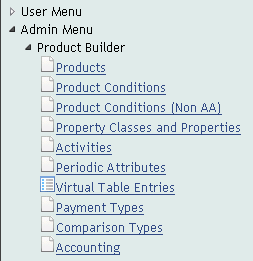 User Menu
Admin Menu
Product Builder
Products
Product Conditions
Product Conditions (Non AA)
Property Classes and Properties
Activities
Periodic Attributes
Virtual Table Entries
Payment Types
Comparison Types
Accounting